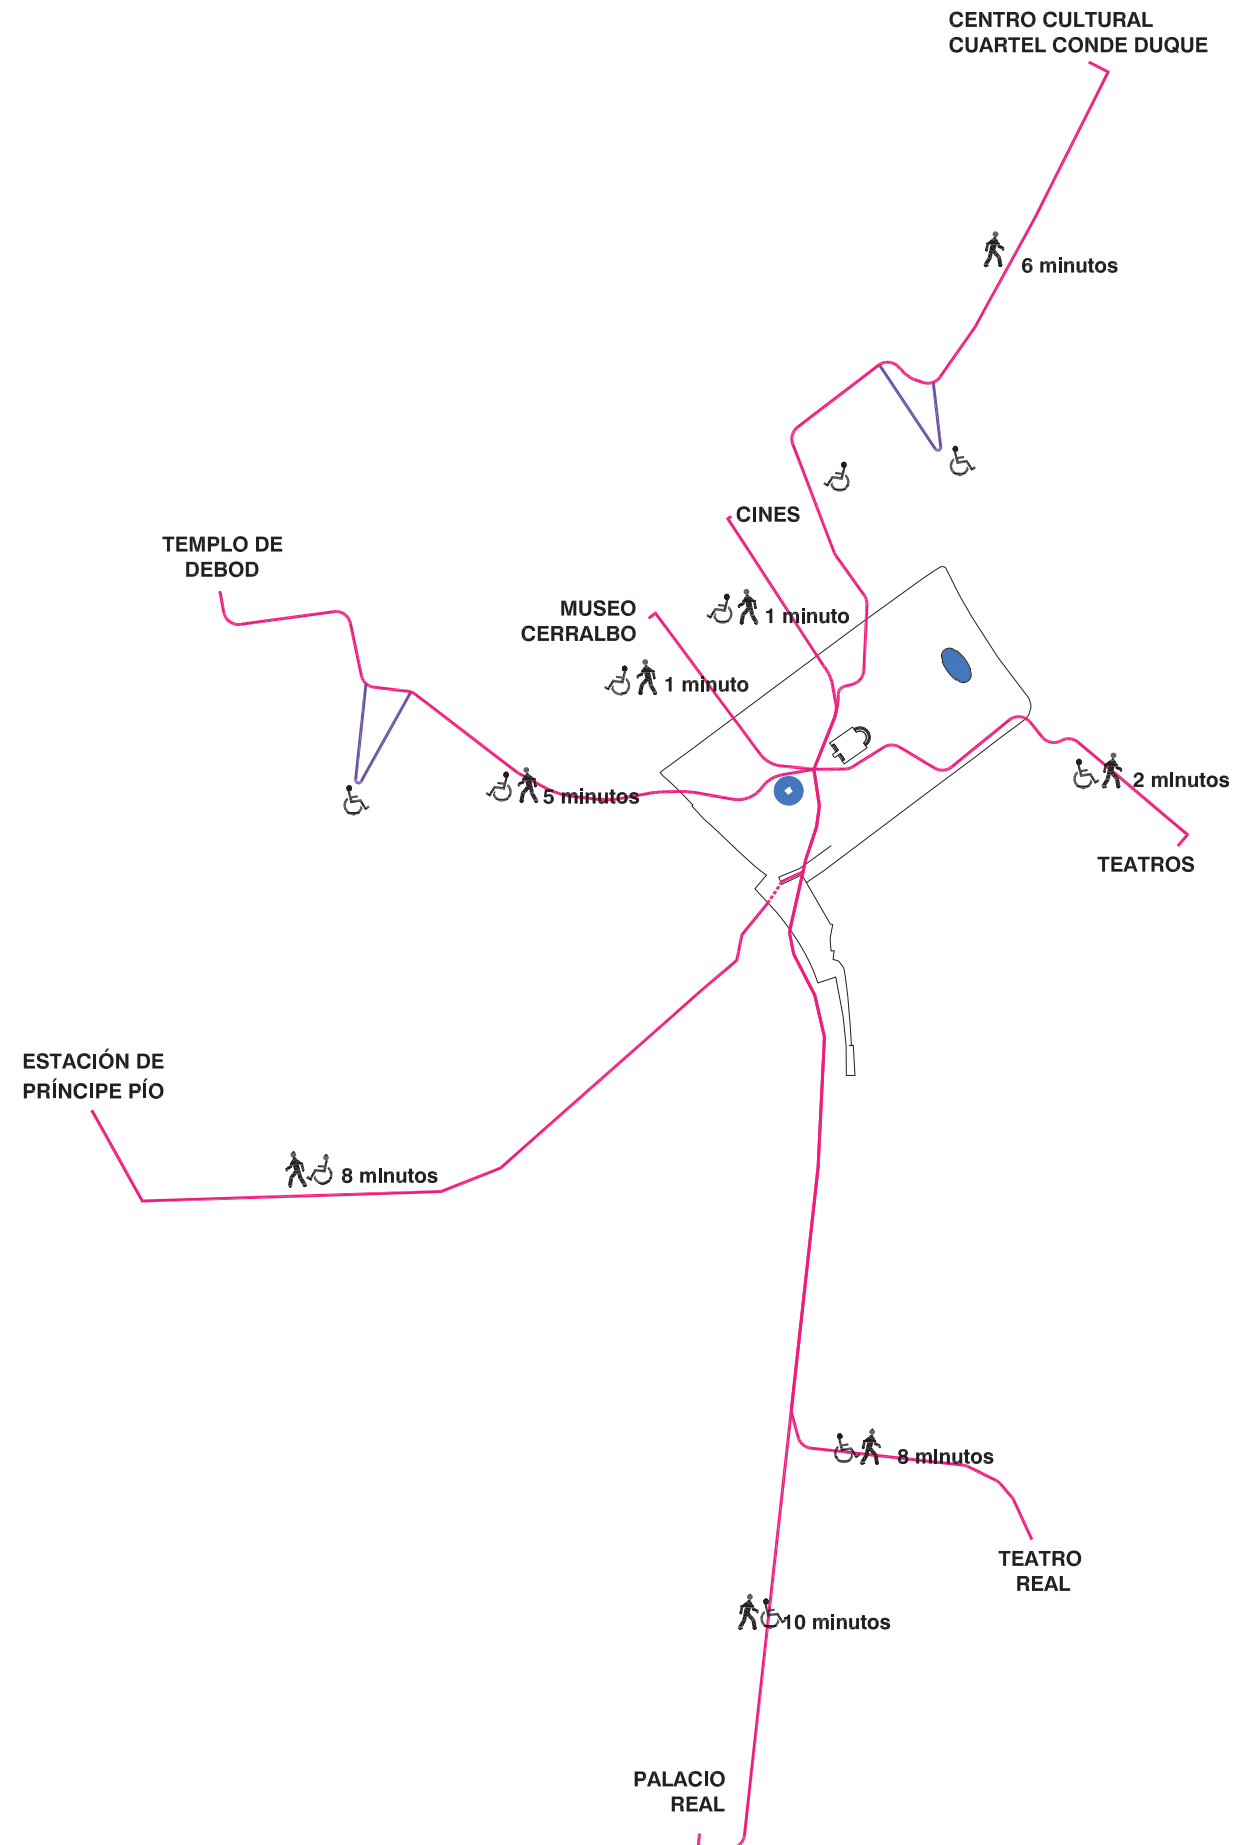 CENTRO CULTURAL
CUARTEL CONDE DUQUE
6 minutos
CINES
TEMPLO DE
DEBOD
MUSEO
CERRALBO
1 minuto
1 minuto
5 minutos
2 mInutos
TEATROS
ESTACIÓN DE
PRÍNCIPE PÍO
8 mInutos
8 mInutos
TEATRO
REAL
10 minutos
PALACIO
REAL